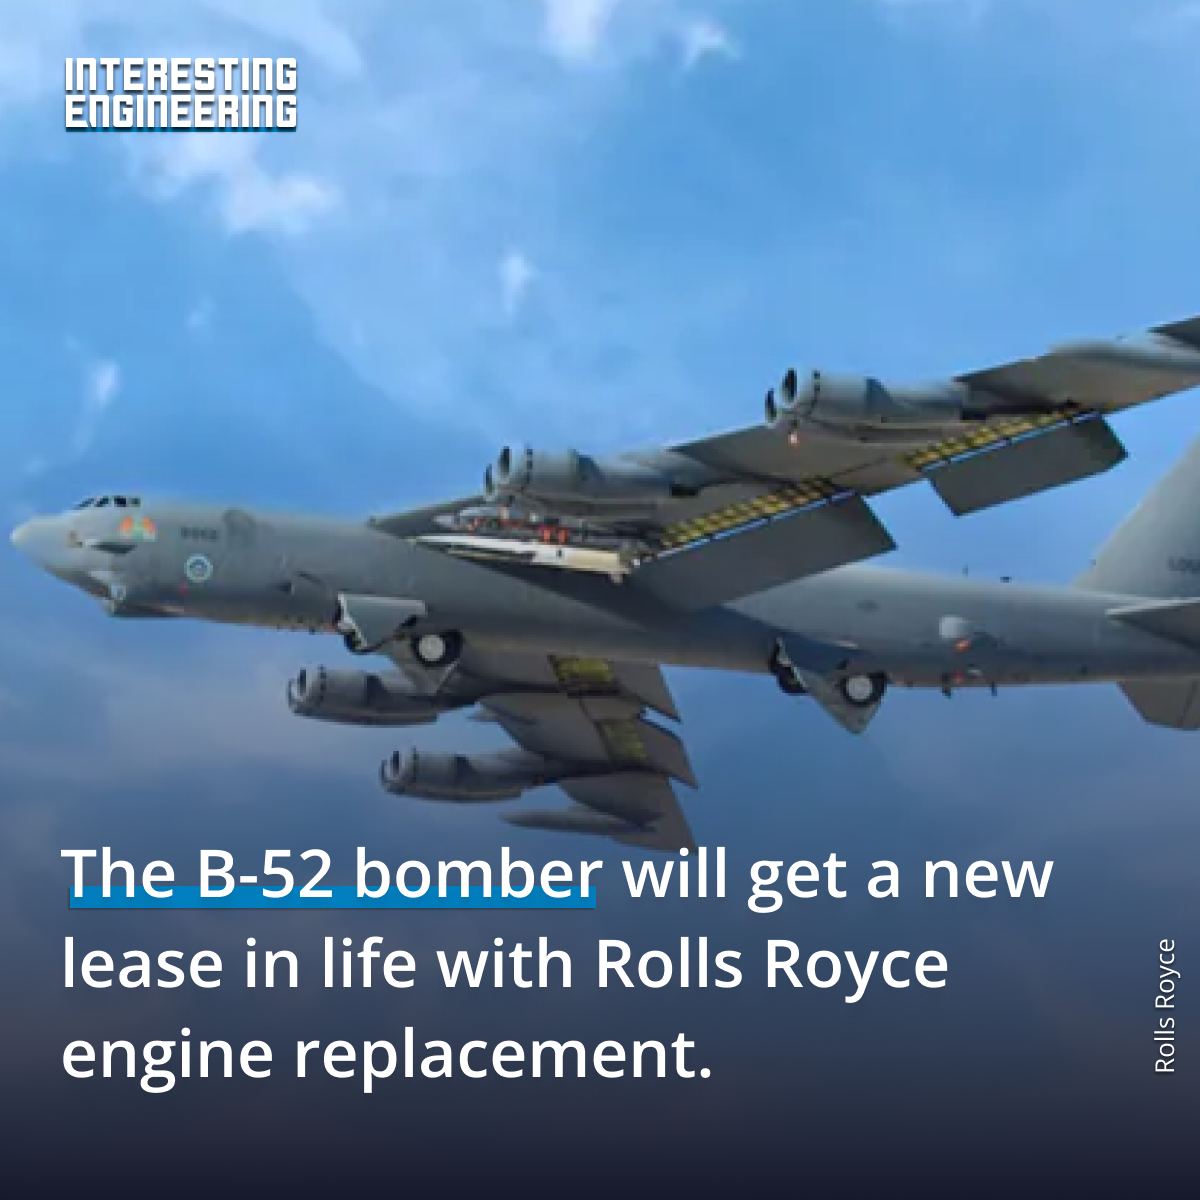 INTERESTING
ENGINEERING
The B-52 bomber will get a new
lease in life with Rolls Royce
engine replacement.
Rolls Royce